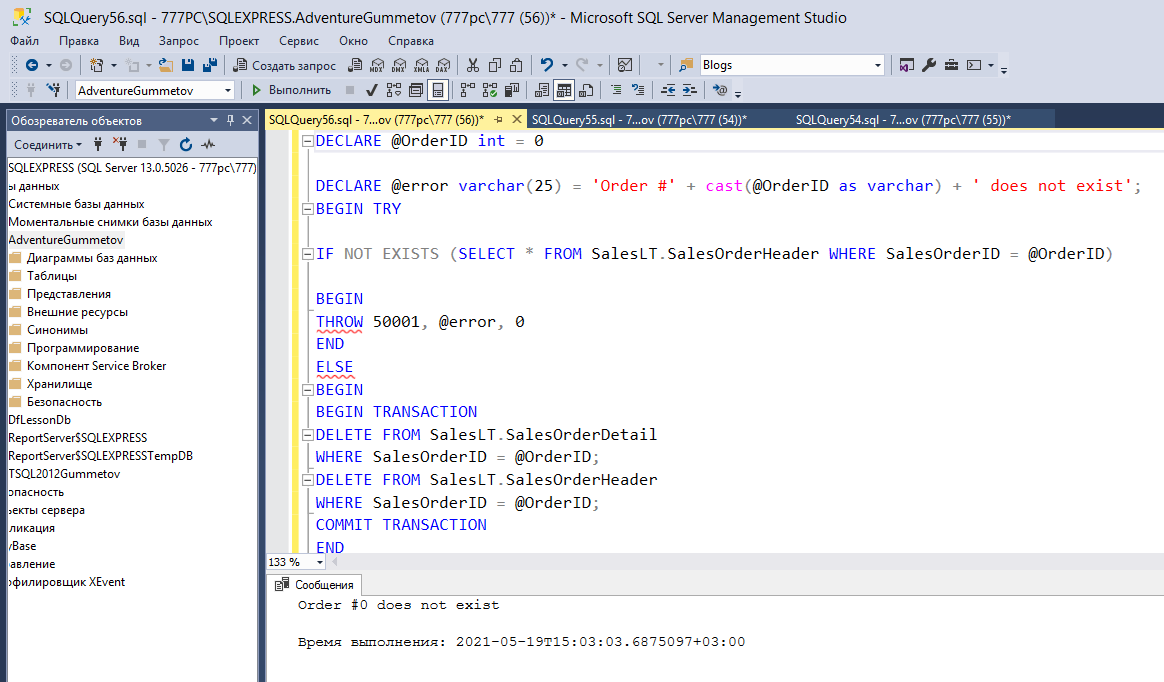 SQLQuery56.sql - 777PC\SQLEXPRESS.AdventureGummetov (777pc\777 (56))* - Microsoft SQL Server Management Studio
Файл Правка Вид Запрос Проект Сервис Окно Справка
Создать запрос MDX DMX XMLA DAX Blogs
AdventureGummetov Выполнить
Обозреватель объектов
Соединить
SQLEXPRESS (SQL Server 13.0.5026 - 777pc\777)
ы данных
Системные базы данных
Моментальные снимки базы данных
AdventureGummetov
Диаграммы баз данных
Таблицы
Представления
Внешние ресурсы
Синонимы
Программирование
Компонент Service Broker
Хранилище
Безопасность
DfLessonDb
ReportServer$SQLEXPRESS
ReportServer$SQLEXPRESSTempDB
TSQL2012Gummetov
опасность
ъекты сервера
ликация
yBase
авление
офилировщик XEvent
SQLQuery56.sql - 7...ov (777pc\777 (56))* SQLQuery55.sql - 7...ov (777pc\777 (54))* SQLQuery54.sql - 7...ov (777pc\777 (55))*
DECLARE @OrderID int = 0
DECLARE @error varchar(25) = 'Order #' + cast(@OrderID as varchar) + ' does not exist';
BEGIN TRY
IF NOT EXISTS (SELECT * FROM SalesLT.SalesOrderHeader WHERE SalesOrderID = @OrderID)
BEGIN
THROW 50001, @error, 0
END
ELSE
BEGIN
BEGIN TRANSACTION
DELETE FROM SalesLT.SalesOrderDetail
WHERE SalesOrderID = @OrderID;
DELETE FROM SalesLT.SalesOrderHeader
WHERE SalesOrderID = @OrderID;
COMMIT TRANSACTION
END
133 %
Сообщения
Order #0 does not exist
Время выполнения: 2021-05-19T15:03:03.6875097+03:00